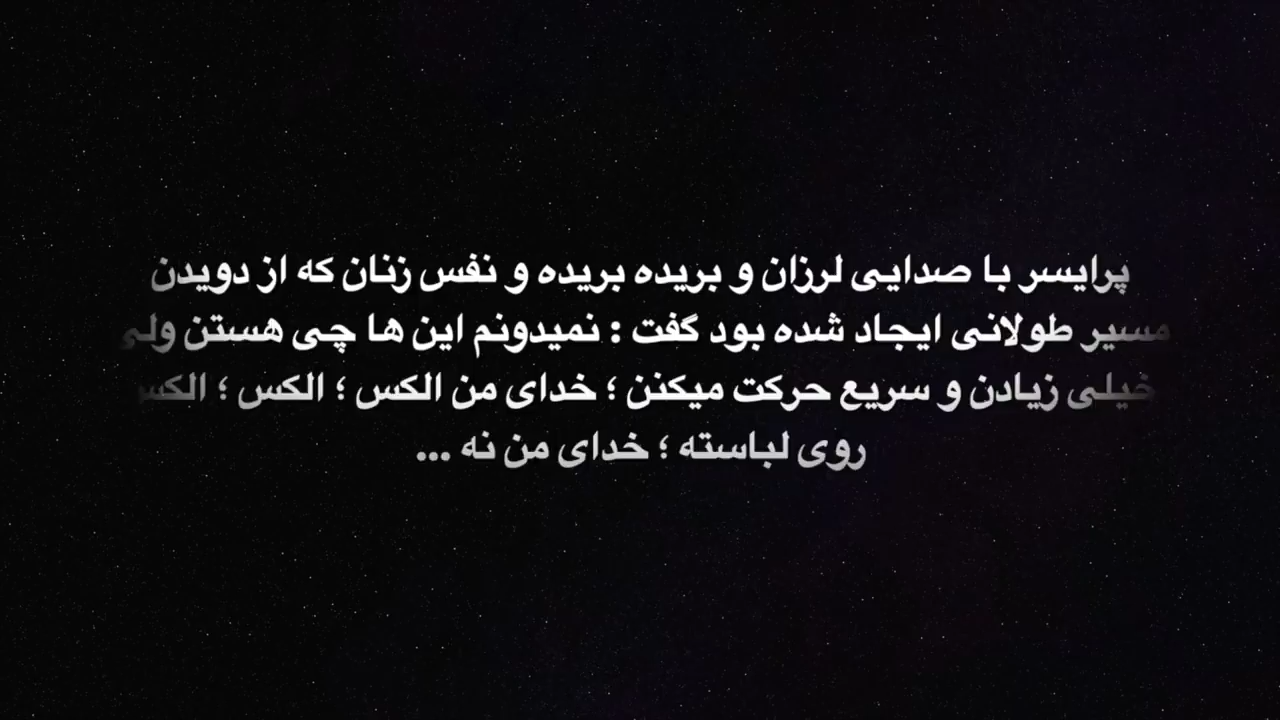 پرایسر با صدایی لرزان و بریده بریده و نفس زنان که از دویدن
مسیر طولانی ایجاد شده بود گفت : نمیدونم این ها چی هستن ولی
خیلی زیادن و سریع حرکت میکنن ؛ خدای من الکس ؛ الکس ؛ الکس
روی لباسته ؛ خدای من نه ...